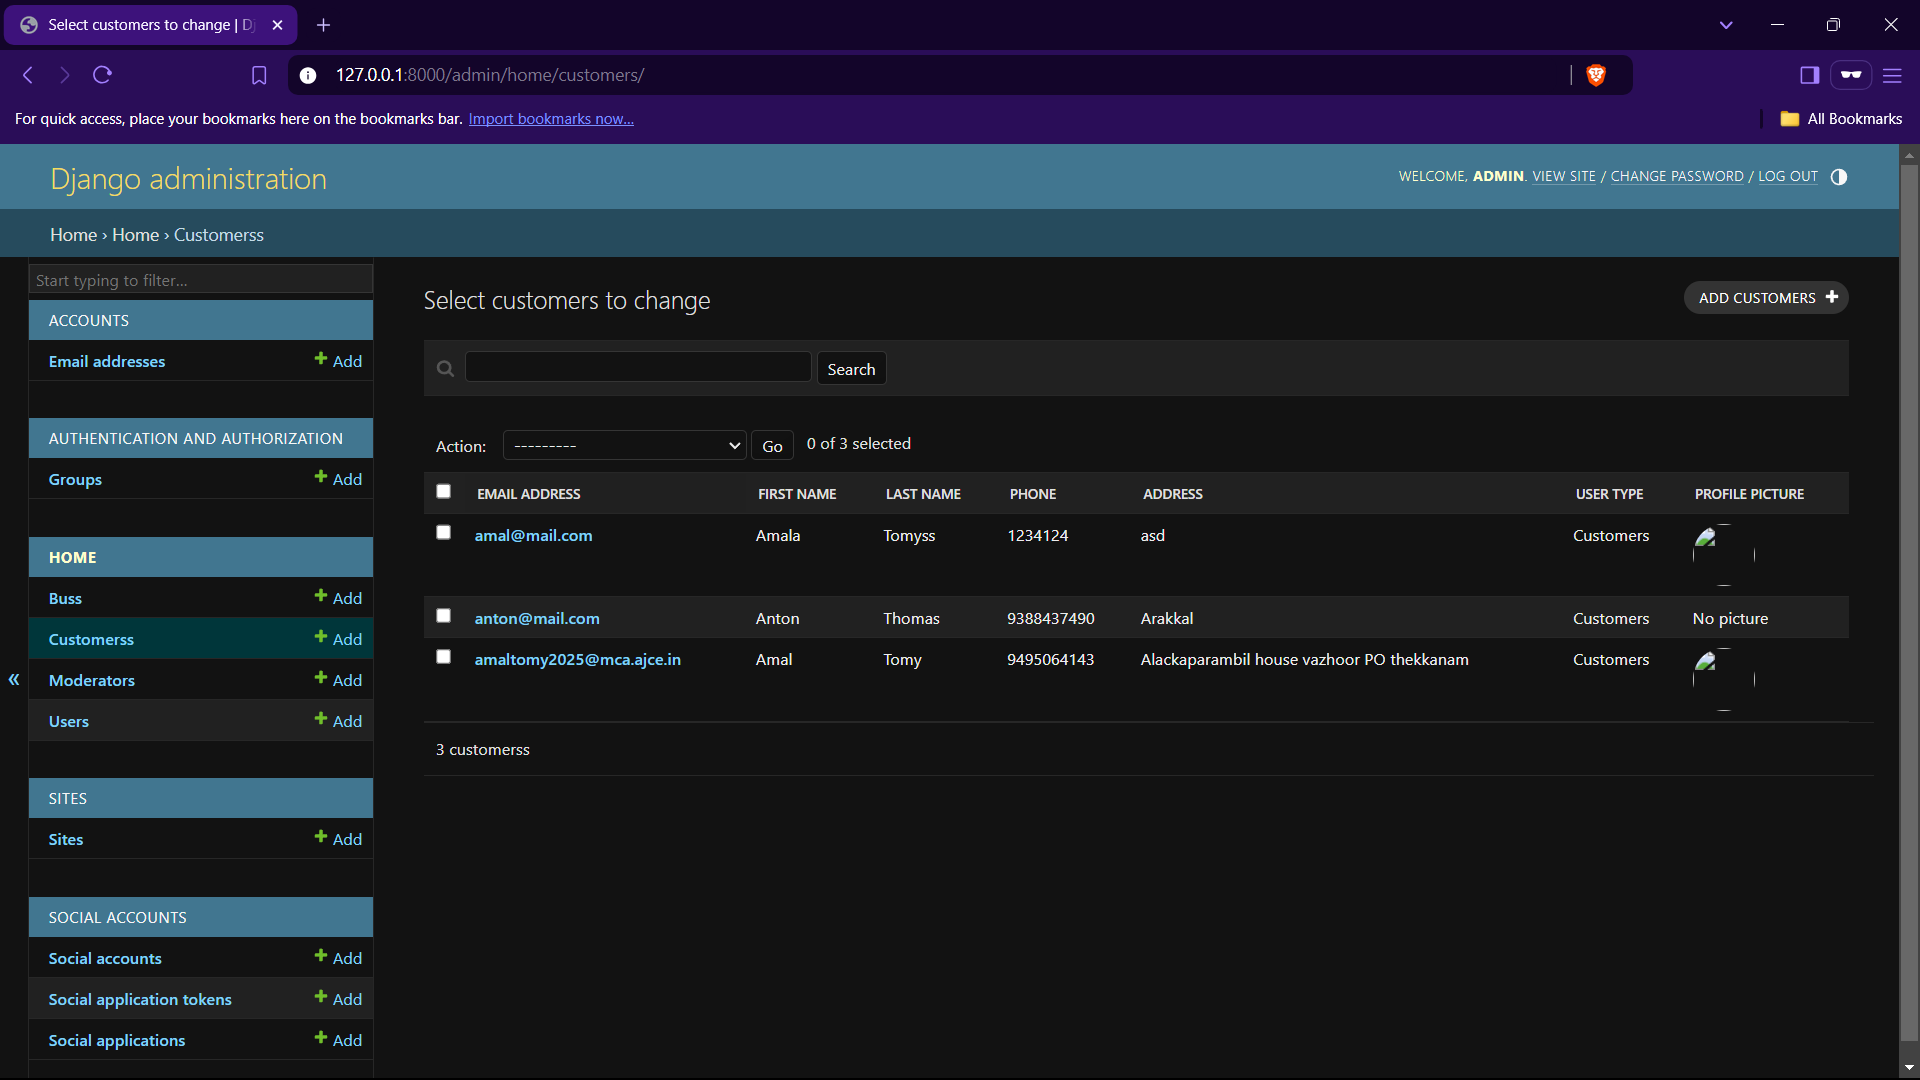 Select customers to change | Dj
127.0.0.1:8000/admin/home/customers/
For quick access, place your bookmarks here on the bookmarks bar. Import bookmarks now...
All Bookmarks
Django administration
WELCOME, ADMIN. VIEW SITE / CHANGE PASSWORD / LOG OUT
Home › Home › Customerss
Start typing to filter...
ACCOUNTS
Email addresses + Add
AUTHENTICATION AND AUTHORIZATION
Groups + Add
HOME
Buss + Add
Customerss + Add
Moderators + Add
Users + Add
SITES
Sites + Add
SOCIAL ACCOUNTS
Social accounts + Add
Social application tokens + Add
Social applications + Add
«
Select customers to change
ADD CUSTOMERS +
Search
Action: --------- Go 0 of 3 selected
EMAIL ADDRESS FIRST NAME LAST NAME PHONE ADDRESS USER TYPE PROFILE PICTURE
amal@mail.com Amala Tomyss 1234124 asd Customers
anton@mail.com Anton Thomas 9388437490 Arakkal Customers No picture
amaltomy2025@mca.ajce.in Amal Tomy 9495064143 Alackaparambil house vazhoor PO thekkanam Customers
3 customerss